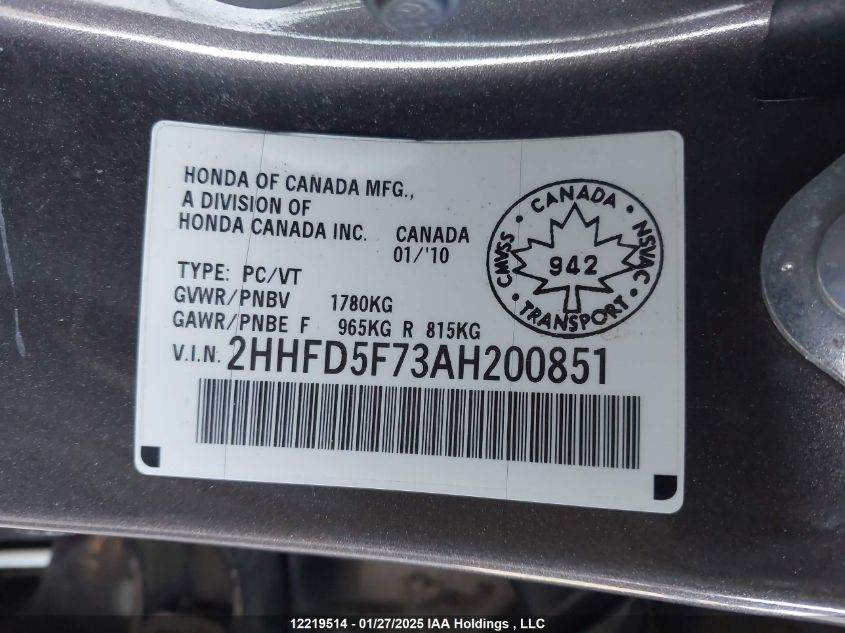 HONDA OF CANADA MFG.,
A DIVISION OF
HONDA CANADA INC. CANADA
01/'10
TYPE: PC/VT
GVWR/PNBV 1780KG
GAWR/PNBE F 965KG R 815KG
V.I.N. 2HHFD5F73AH200851
• CANADA •
CMVSS
NSVAC
942
• TRANSPORT •
12219514 - 01/27/2025 IAA Holdings , LLC